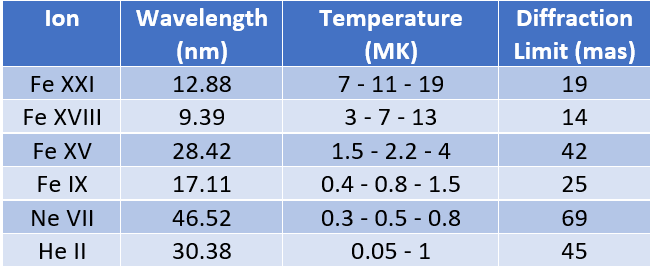 Ion Wavelength (nm) Temperature (MK) Diffraction Limit (mas)
Fe XXI 12.88 7 - 11 - 19 19
Fe XVIII 9.39 3 - 7 - 13 14
Fe XV 28.42 1.5 - 2.2 - 4 42
Fe IX 17.11 0.4 - 0.8 - 1.5 25
Ne VII 46.52 0.3 - 0.5 - 0.8 69
He II 30.38 0.05 - 1 45